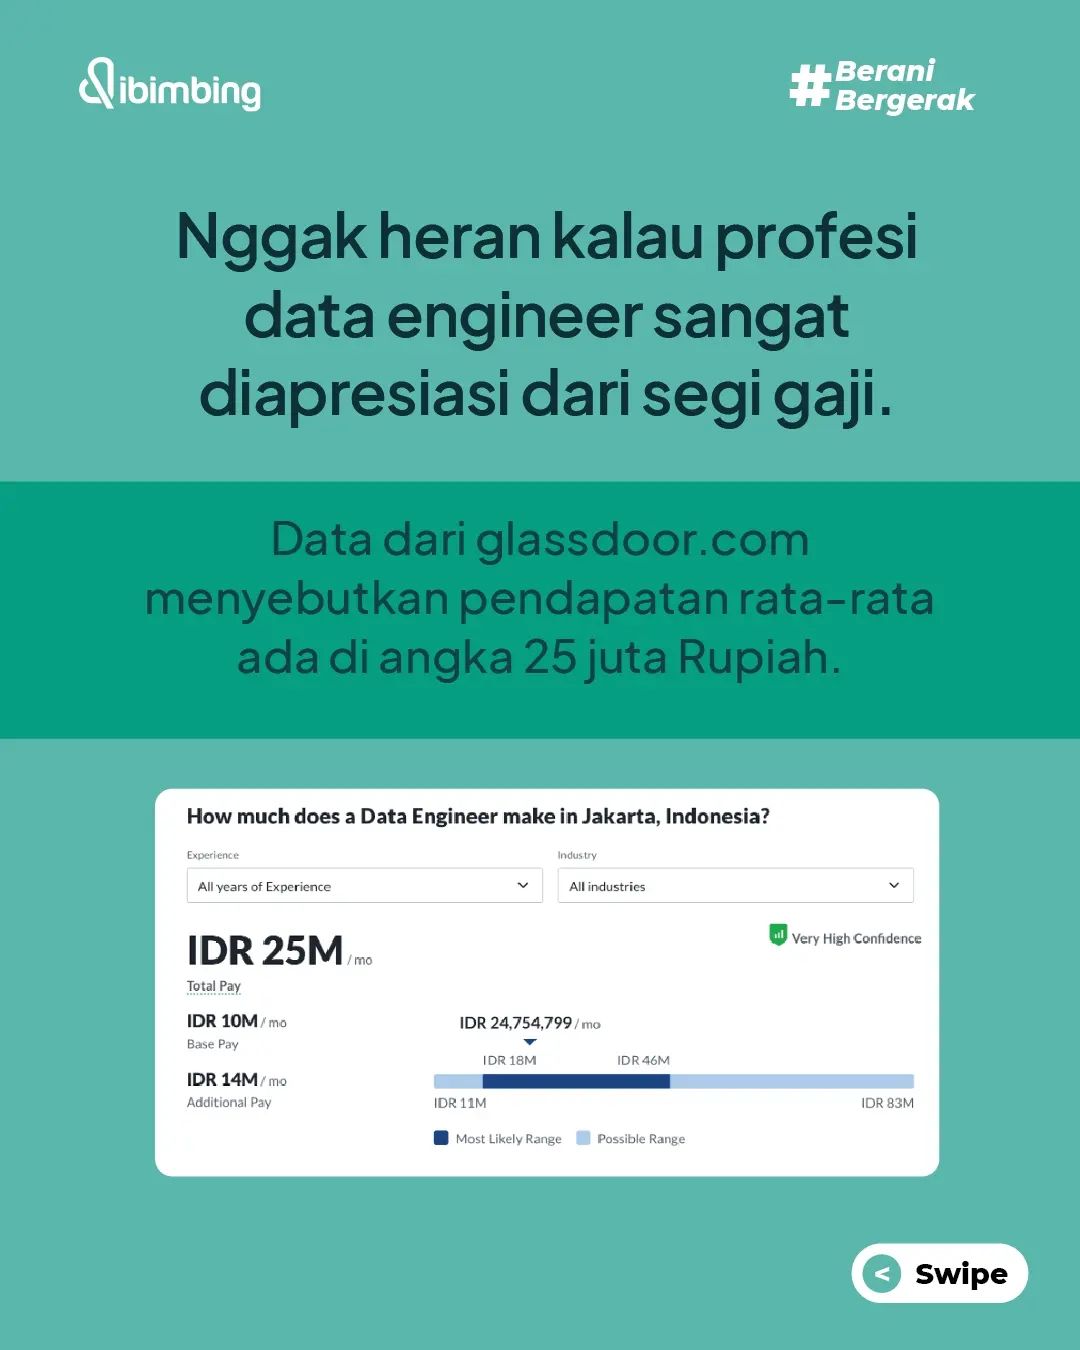 ibimbing
#Berani
Bergerak
Nggak heran kalau profesi
data engineer sangat
diapresiasi dari segi gaji.
Data dari glassdoor.com
menyebutkan pendapatan rata-rata
ada di angka 25 juta Rupiah.
How much does a Data Engineer make in Jakarta, Indonesia?
Experience
Industry
All years of Experience
All industries
IDR 25M / mo
Very High Confidence
Total Pay
IDR 10M / mo
Base Pay
IDR 14M / mo
Additional Pay
IDR 24,754,799 / mo
IDR 18M
IDR 46M
IDR 11M
IDR 83M
Most Likely Range
Possible Range
< Swipe